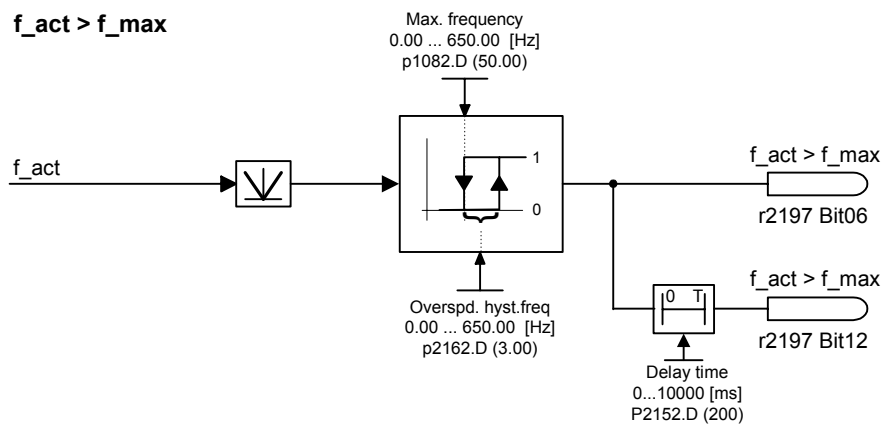 f_act > f_max
Max. frequency
0.00 ... 650.00 [Hz]
p1082.D (50.00)
f_act
1
0
f_act > f_max
r2197 Bit06
Overspd. hyst.freq
0.00 ... 650.00 [Hz]
p2162.D (3.00)
0 T
f_act > f_max
r2197 Bit12
Delay time
0...10000 [ms]
P2152.D (200)